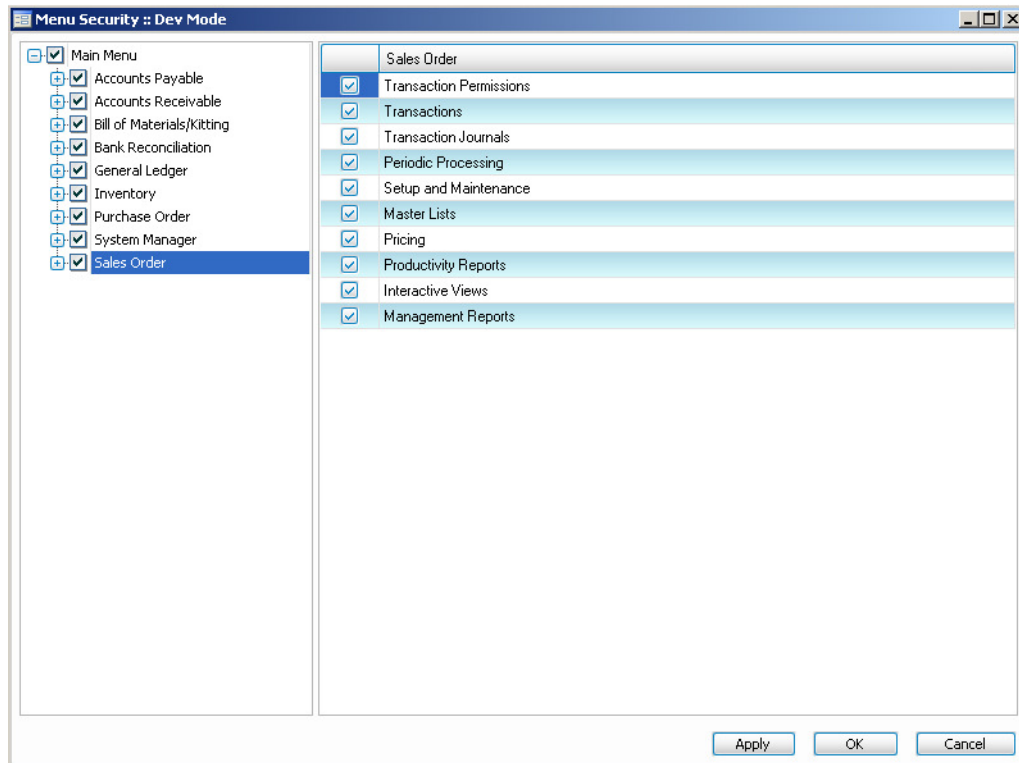 Menu Security :: Dev Mode
Main Menu
Accounts Payable
Accounts Receivable
Bill of Materials/Kitting
Bank Reconciliation
General Ledger
Inventory
Purchase Order
System Manager
Sales Order
Sales Order
Transaction Permissions
Transactions
Transaction Journals
Periodic Processing
Setup and Maintenance
Master Lists
Pricing
Productivity Reports
Interactive Views
Management Reports
Apply
OK
Cancel